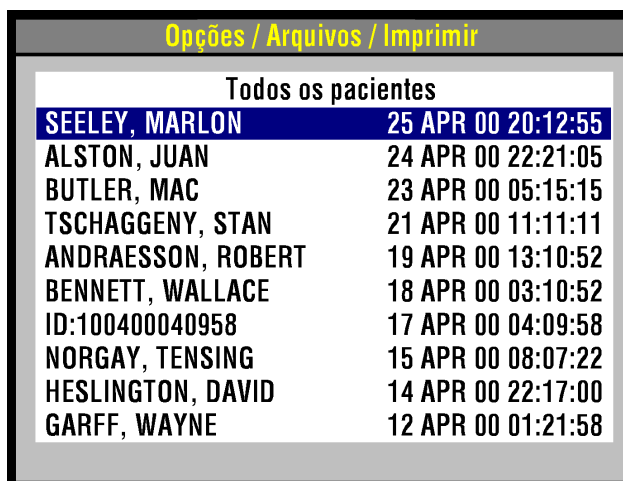 Opções / Arquivos / Imprimir
Todos os pacientes
SEELEY, MARLON 25 APR 00 20:12:55
ALSTON, JUAN 24 APR 00 22:21:05
BUTLER, MAC 23 APR 00 05:15:15
TSCHAGGENY, STAN 21 APR 00 11:11:11
ANDRAESSON, ROBERT 19 APR 00 13:10:52
BENNETT, WALLACE 18 APR 00 03:10:52
ID:100400040958 17 APR 00 04:09:58
NORGAY, TENSING 15 APR 00 08:07:22
HESLINGTON, DAVID 14 APR 00 22:17:00
GARFF, WAYNE 12 APR 00 01:21:58